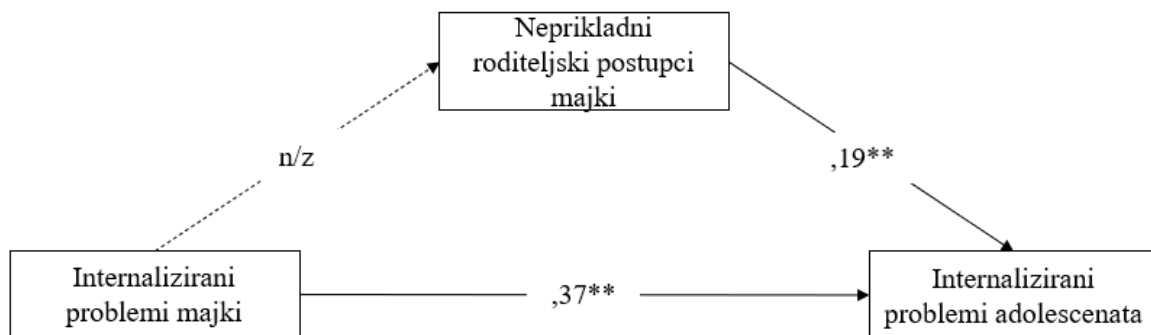 Neprikladni
roditeljski postupci
majki
n/z
,19**
Internalizirani
problemi majki
,37**
Internalizirani
problemi adolescenata